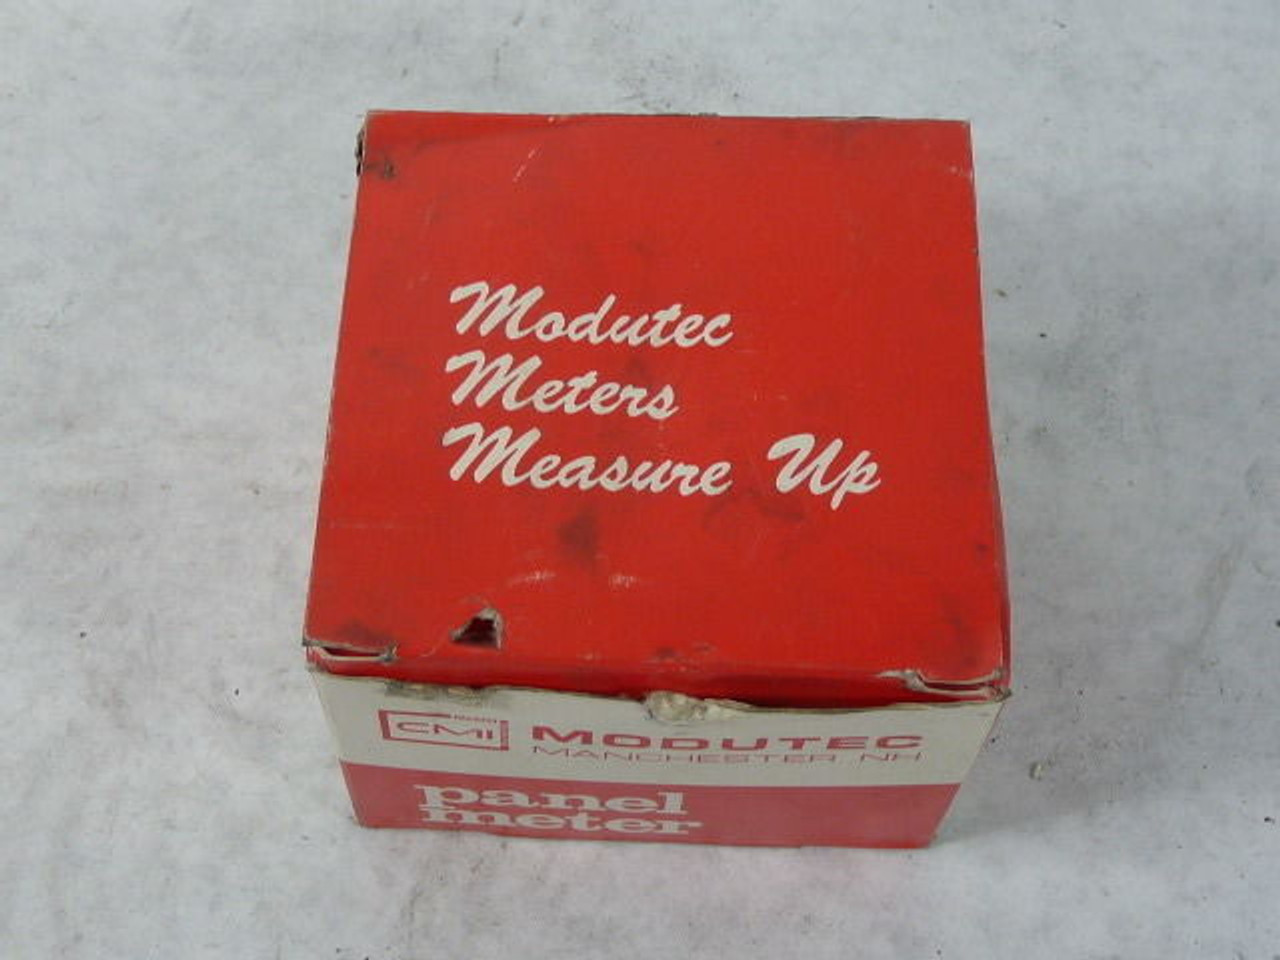 Modutec
Meters
Measure Up
CMI
MODUTEC
MANCHESTER NH
panel
meter